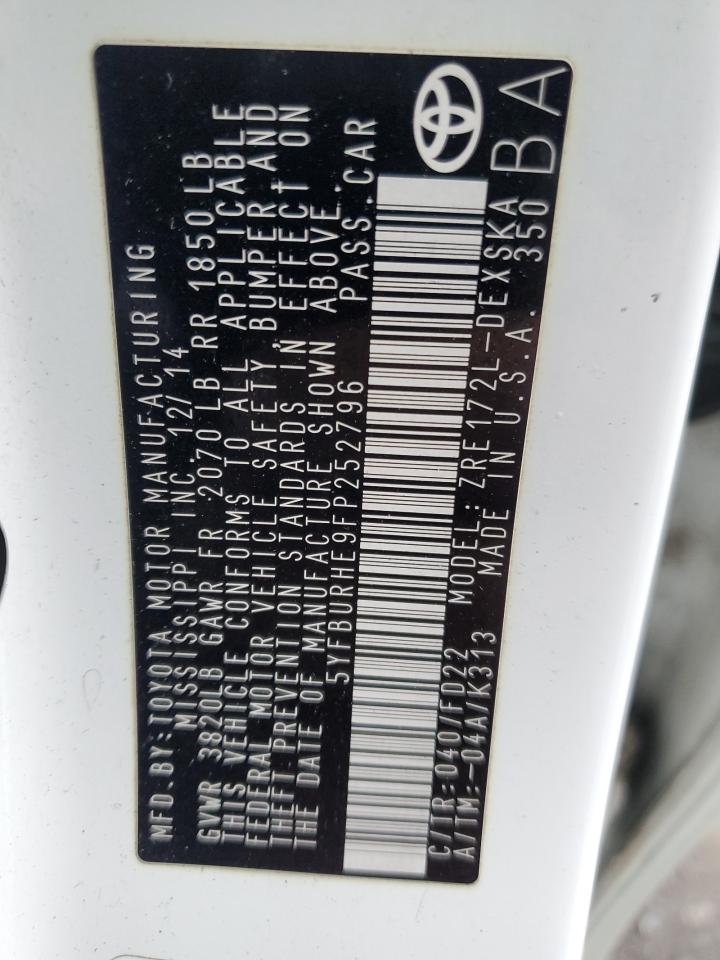 MFD.BY:TOYOTA MOTOR MANUFACTURING
MISSISSIPPI INC. 12/14
GVWR 3820LB GAWR FR 2070 LB RR 1850 LB
THIS VEHICLE CONFORMS TO ALL APPLICABLE
FEDERAL MOTOR VEHICLE SAFETY BUMPER AND
THEFT PREVENTION STANDARDS IN EFFECT ON
THE DATE OF MANUFACTURE SHOWN ABOVE.
5YFBURHE9FP252796 PASS.CAR
C/TR:040/FD22 MODEL: ZRE172L-DEXSKA
A/TM:-04A/K313 MADE IN U.S.A. 350
BA